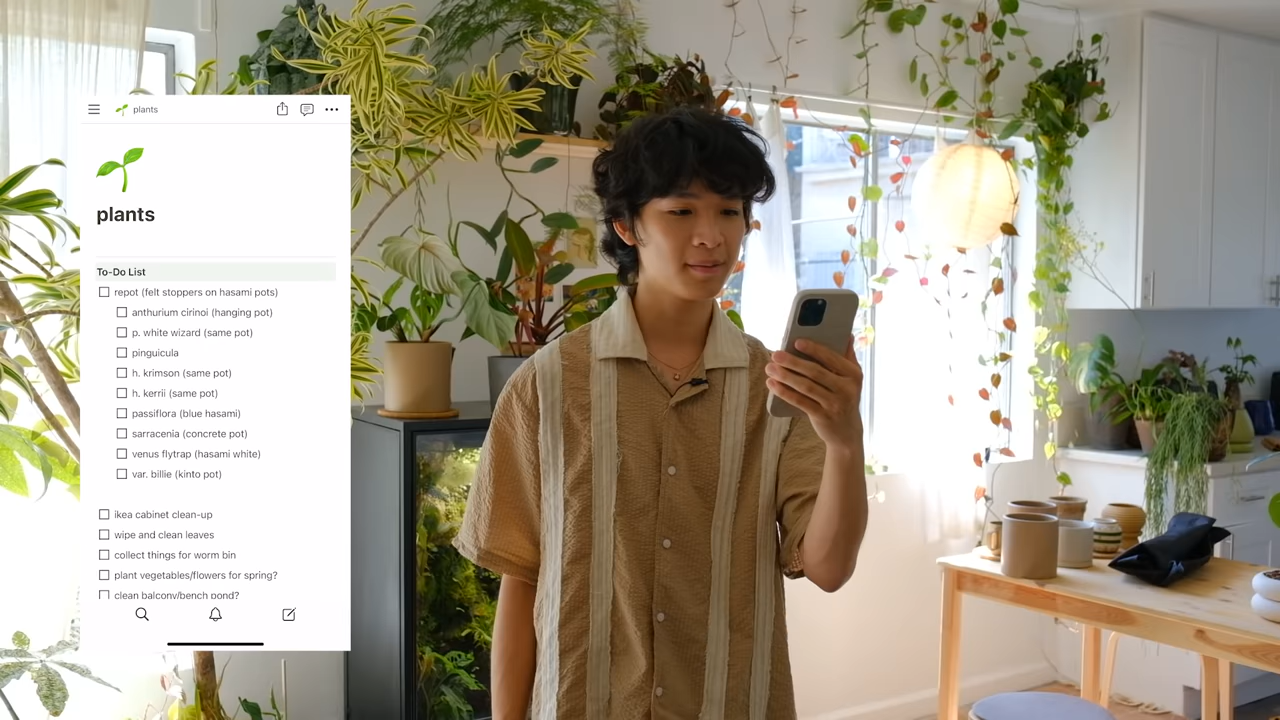 plants
plants
To-Do List
repot (felt stoppers on hasami pots)
anthurium cirinoi (hanging pot)
p. white wizard (same pot)
pinguicula
h. krimson (same pot)
h. kerrii (same pot)
passiflora (blue hasami)
sarracenia (concrete pot)
venus flytrap (hasami white)
var. billie (kinto pot)
ikea cabinet clean-up
wipe and clean leaves
collect things for worm bin
plant vegetables/flowers for spring?
clean balcony/bench pond?